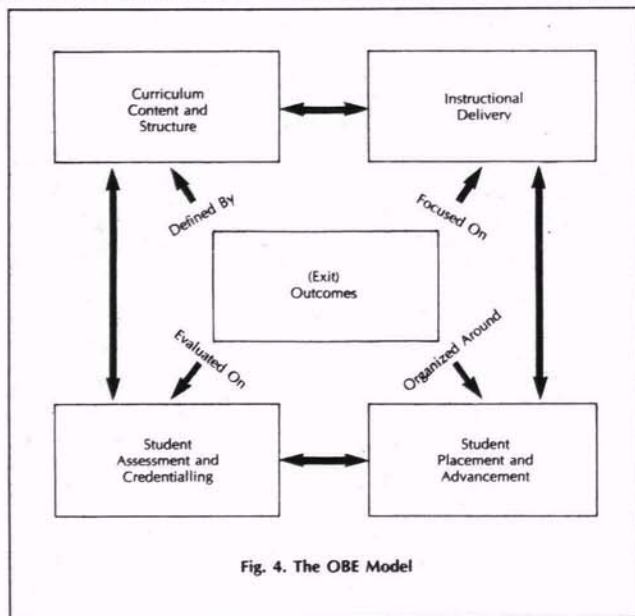 Curriculum
Content and
Structure
Instructional
Delivery
Defined By
Focused On
(Exit)
Outcomes
Evaluated On
Organized Around
Student
Assessment and
Credentialling
Student
Placement and
Advancement
Fig. 4. The OBE Model